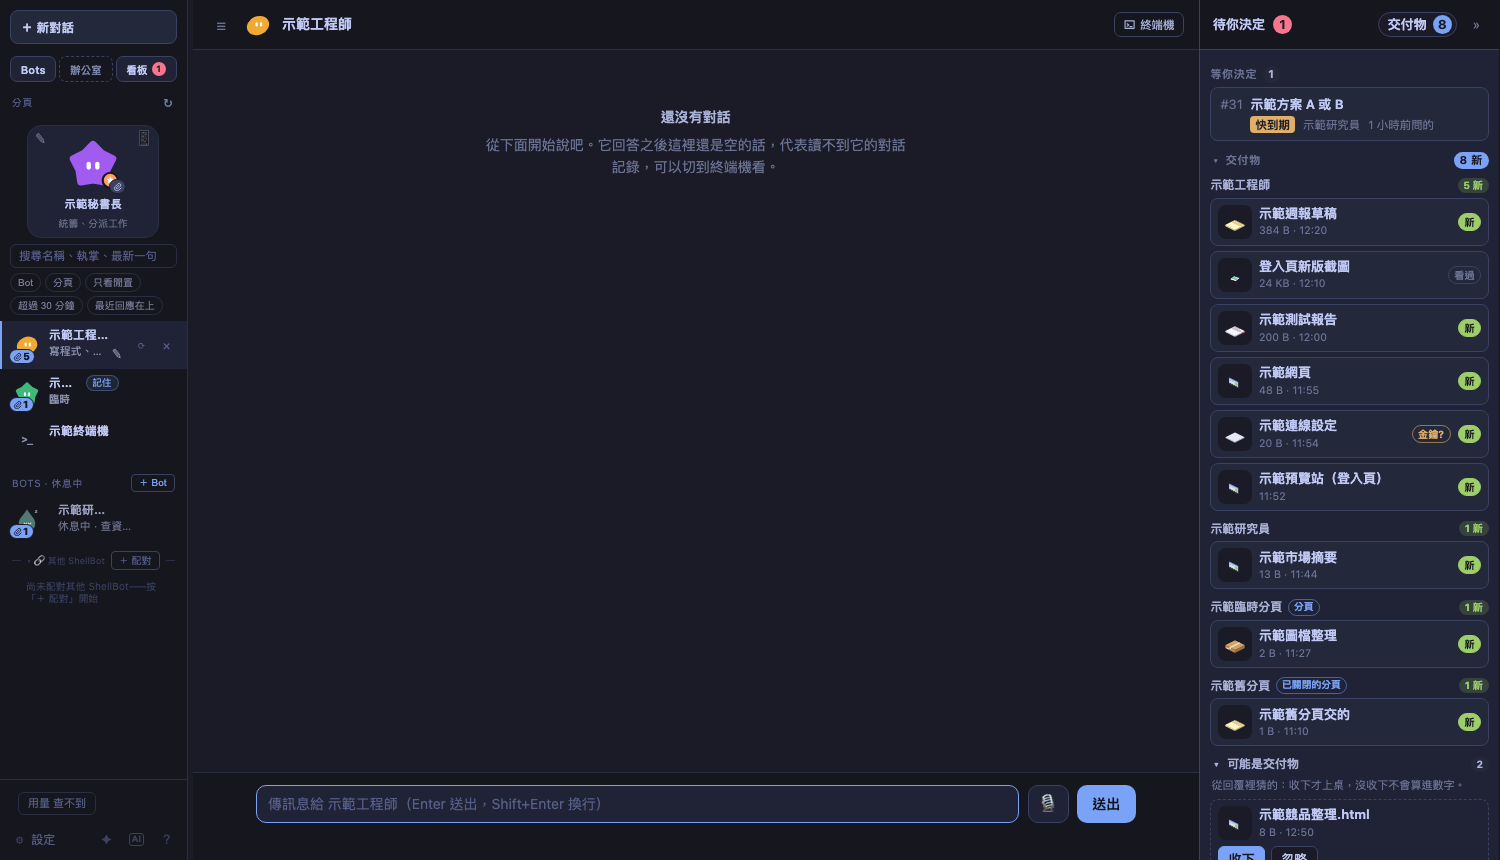 + 新對話
Bots
辦公室
看板 1
分頁
示範秘書長
統籌、分派工作
搜尋名稱、執掌、最新一句
Bot
分頁
只看閒置
超過 30 分鐘
最近回應在上
示範工程...
5
寫程式、...
示...
記住
1
臨時
>_
示範終端機
BOTS · 休息中
+ Bot
示範研...
1
休息中 · 查資...
其他 ShellBot
+ 配對
尚未配對其他 ShellBot——按
「+ 配對」開始
用量 查不到
設定
AI
?
示範工程師
終端機
還沒有對話
從下面開始說吧。它回答之後這裡還是空的話，代表讀不到它的對話
記錄，可以切到終端機看。
傳訊息給 示範工程師（Enter 送出，Shift+Enter 換行）
送出
待你決定 1
交付物 8
»
等你決定 1
#31 示範方案 A 或 B
快到期 示範研究員 1 小時前問的
交付物
8 新
示範工程師
5 新
示範週報草稿
384 B · 12:20
新
登入頁新版截圖
24 KB · 12:10
看過
示範測試報告
200 B · 12:00
新
示範網頁
48 B · 11:55
新
示範連線設定
20 B · 11:54
金鑰?
新
示範預覽站（登入頁）
11:52
新
示範研究員
1 新
示範市場摘要
13 B · 11:44
新
示範臨時分頁 分頁
1 新
示範圖檔整理
2 B · 11:27
新
示範舊分頁 已關閉的分頁
1 新
示範舊分頁交的
1 B · 11:10
新
可能是交付物
2
從回覆裡猜的：收下才上桌，沒收下不會算進數字。
示範競品整理.html
8 B · 12:50
收下
忽略